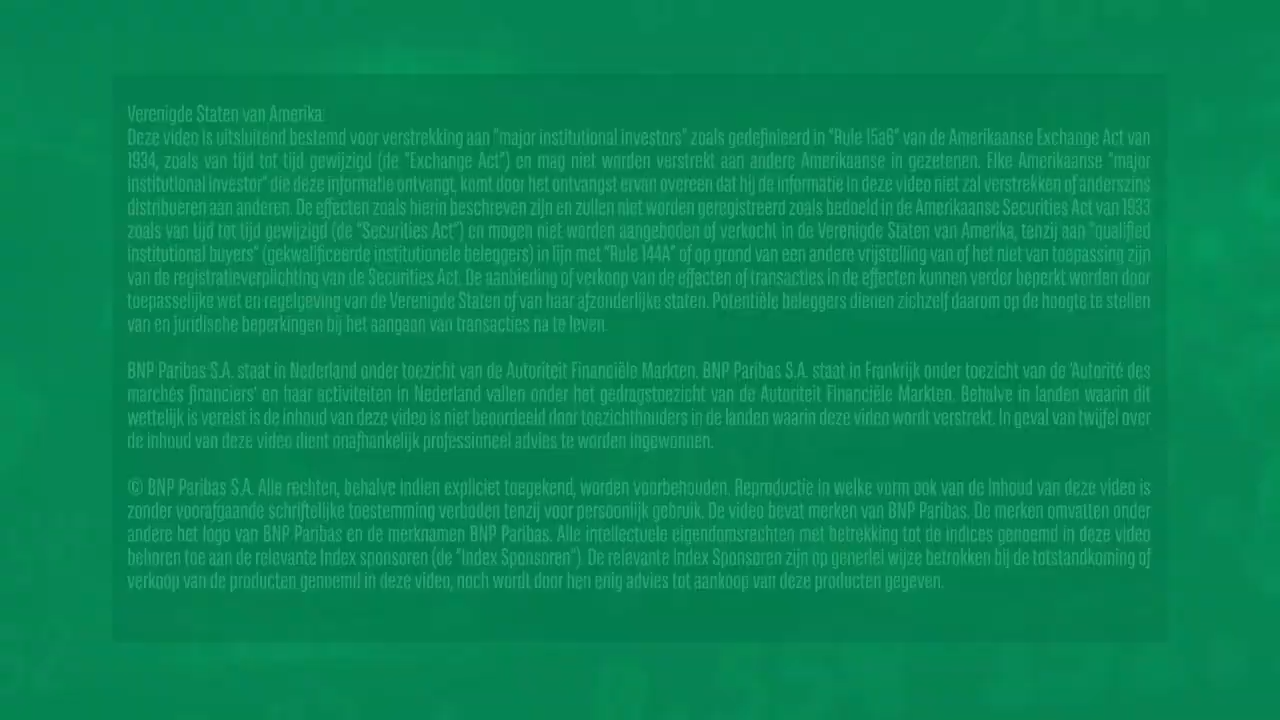 Verenigde Staten van Amerika:
Deze video is uitsluitend bestemd voor verstrekking aan "major institutional investors" zoals gedefinieerd in "Rule 15a6" van de Amerikaanse Exchange Act van
1934, zoals van tijd tot tijd gewijzigd (de "Exchange Act") en mag niet worden verstrekt aan andere Amerikaanse in gezetenen. Elke Amerikaanse "major
institutional investor" die deze informatie ontvangt, komt door het ontvangst ervan overeen dat hij de informatie in deze video niet zal verstrekken of anderszins
distribueren aan anderen. De effecten zoals hierin beschreven zijn en zullen niet worden geregistreerd zoals bedoeld in de Amerikaanse Securities Act van 1933
zoals van tijd tot tijd gewijzigd (de "Securities Act") en mogen niet worden aangeboden of verkocht in de Verenigde Staten van Amerika, tenzij aan "qualified
institutional buyers" (gekwalificeerde institutionele beleggers) in lijn met "Rule 144A" of op grond van een andere vrijstelling van of het niet van toepassing zijn
van de registratieverplichting van de Securities Act. De aanbieding of verkoop van de effecten of transacties in de effecten kunnen verder beperkt worden door
toepasselijke wet en regelgeving van de Verenigde Staten of van haar afzonderlijke staten. Potentiële beleggers dienen zichzelf daarom op de hoogte te stellen
van en juridische beperkingen bij het aangaan van transacties na te leven.
BNP Paribas S.A. staat in Nederland onder toezicht van de Autoriteit Financiële Markten. BNP Paribas S.A. staat in Frankrijk onder toezicht van de 'Autorité des
marchés financiers' en haar activiteiten in Nederland vallen onder het gedragstoezicht van de Autoriteit Financiële Markten. Behalve in landen waarin dit
wettelijk is vereist is de inhoud van deze video is niet beoordeeld door toezichthouders in de landen waarin deze video wordt verstrekt. In geval van twijfel over
de inhoud van deze video dient onafhankelijk professioneel advies te worden ingewonnen.
© BNP Paribas S.A. Alle rechten, behalve indien expliciet toegekend, worden voorbehouden. Reproductie in welke vorm ook van de inhoud van deze video is
zonder voorafgaande schriftelijke toestemming verboden tenzij voor persoonlijk gebruik. De video bevat merken van BNP Paribas. De merken omvatten onder
andere het logo van BNP Paribas en de merknamen BNP Paribas. Alle intellectuele eigendomsrechten met betrekking tot de indices genoemd in deze video
behoren toe aan de relevante Index sponsoren (de "Index Sponsoren"). De relevante Index Sponsoren zijn op generlei wijze betrokken bij de totstandkoming of
verkoop van de producten genoemd in deze video, noch wordt door hen enig advies tot aankoop van deze producten gegeven.